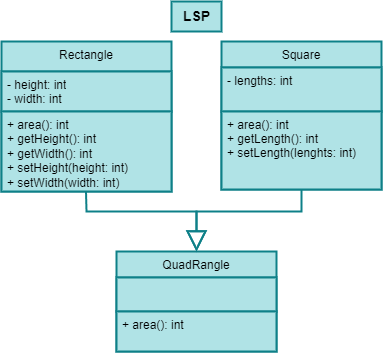 LSP
Rectangle
- height: int
- width: int
+ area(): int
+ getHeight(): int
+ getWidth(): int
+ setHeight(height: int)
+ setWidth(width: int)
Square
- lengths: int
+ area(): int
+ getLength(): int
+ setLength(lenghts: int)
QuadRangle
+ area(): int